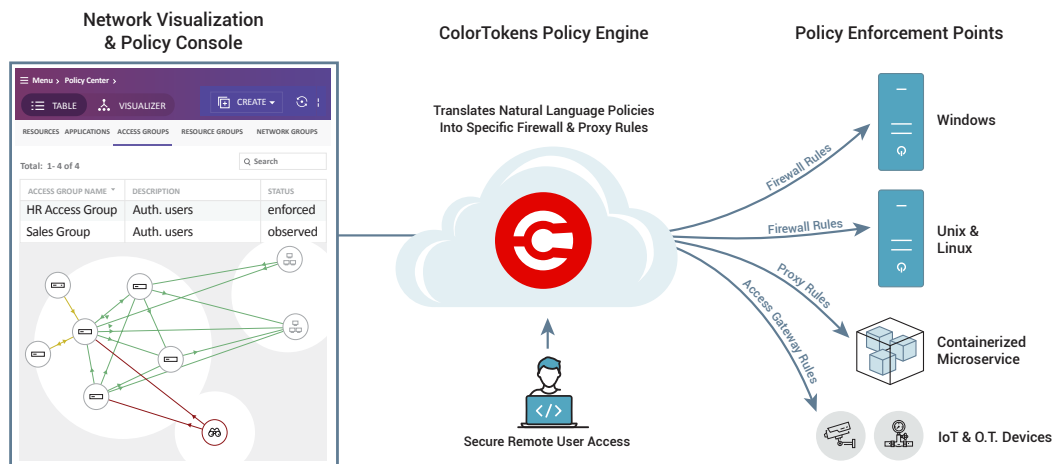 Network Visualization
& Policy Console
ColorTokens Policy Engine
Policy Enforcement Points
Menu > Policy Center >
TABLE
VISUALIZER
CREATE
RESOURCES APPLICATIONS ACCESS GROUPS RESOURCE GROUPS NETWORK GROUPS
Total: 1- 4 of 4
Search
ACCESS GROUP NAME DESCRIPTION STATUS
HR Access Group Auth. users enforced
Sales Group Auth. users observed
Translates Natural Language Policies
Into Specific Firewall & Proxy Rules
Secure Remote User Access
Firewall Rules
Firewall Rules
Proxy Rules
Access Gateway Rules
Windows
Unix &
Linux
Containerized
Microservice
IoT & O.T. Devices